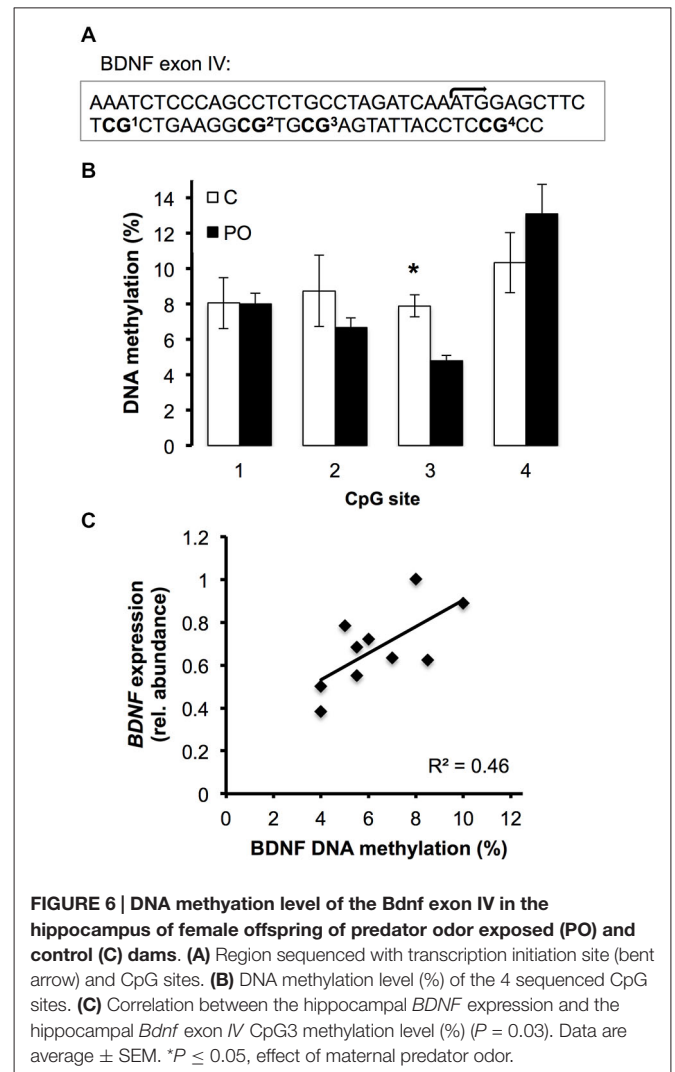 A
BDNF exon IV:
AAATCTCCCAGCCTCTGCCTAGATCAAATGGAGCTTC
TCG¹CTGAAGGCG²TGCG³AGTATTACCTCCG⁴CC
B
14
12
10
8
6
4
2
0
DNA methylation (%)
C
PO
*
1 2 3 4
CpG site
C
1.2
1
0.8
0.6
0.4
0.2
0
BDNF expression
(rel. abundance)
R² = 0.46
0 2 4 6 8 10 12
BDNF DNA methylation (%)
FIGURE 6 | DNA methyation level of the Bdnf exon IV in the
hippocampus of female offspring of predator odor exposed (PO) and
control (C) dams. (A) Region sequenced with transcription initiation site (bent
arrow) and CpG sites. (B) DNA methylation level (%) of the 4 sequenced CpG
sites. (C) Correlation between the hippocampal BDNF expression and the
hippocampal Bdnf exon IV CpG3 methylation level (%) (P = 0.03). Data are
average ± SEM. *P ≤ 0.05, effect of maternal predator odor.